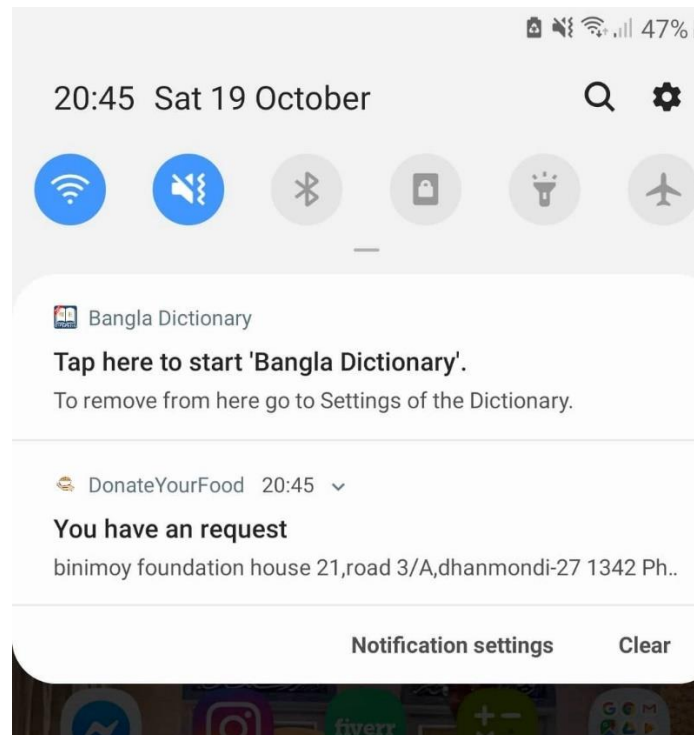 47%
20:45 Sat 19 October
Bangla Dictionary
Tap here to start 'Bangla Dictionary'.
To remove from here go to Settings of the Dictionary.
DonateYourFood 20:45
You have an request
binimoy foundation house 21,road 3/A,dhanmondi-27 1342 Ph..
Notification settings Clear
fiverr